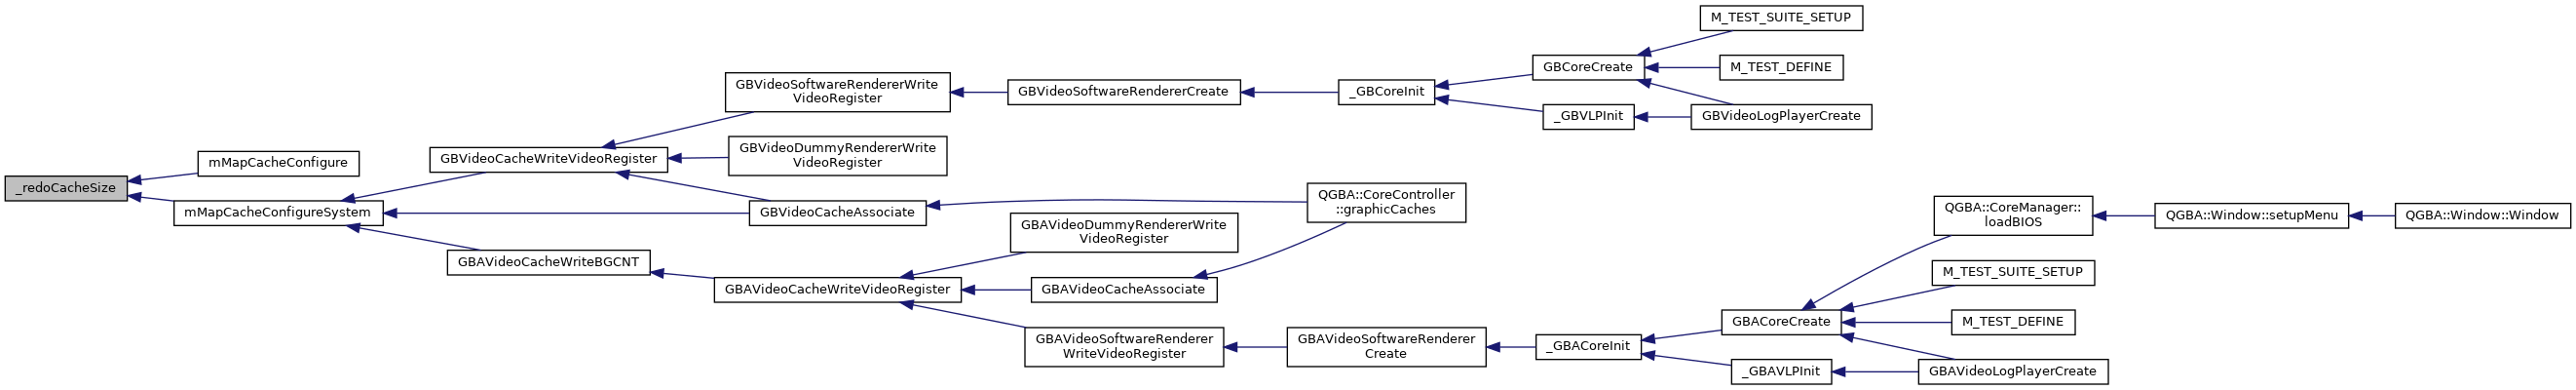 _redoCacheSize
mMapCacheConfigure
mMapCacheConfigureSystem
GBVideoCacheWriteVideoRegister
GBVideoSoftwareRendererWrite
VideoRegister
GBVideoSoftwareRendererCreate
_GBCoreInit
GBCoreCreate
M_TEST_SUITE_SETUP
M_TEST_DEFINE
GBVideoLogPlayerCreate
_GBVLPInit
GBVideoDummyRendererWrite
VideoRegister
GBVideoCacheAssociate
QGBA::CoreController
::graphicCaches
GBAVideoCacheWriteBGCNT
GBAVideoCacheWriteVideoRegister
GBAVideoDummyRendererWrite
VideoRegister
GBAVideoCacheAssociate
GBAVideoSoftwareRenderer
WriteVideoRegister
GBAVideoSoftwareRenderer
Create
_GBACoreInit
GBACoreCreate
QGBA::CoreManager::
loadBIOS
QGBA::Window::setupMenu
QGBA::Window::Window
M_TEST_SUITE_SETUP
M_TEST_DEFINE
GBAVideoLogPlayerCreate
_GBAVLPInit